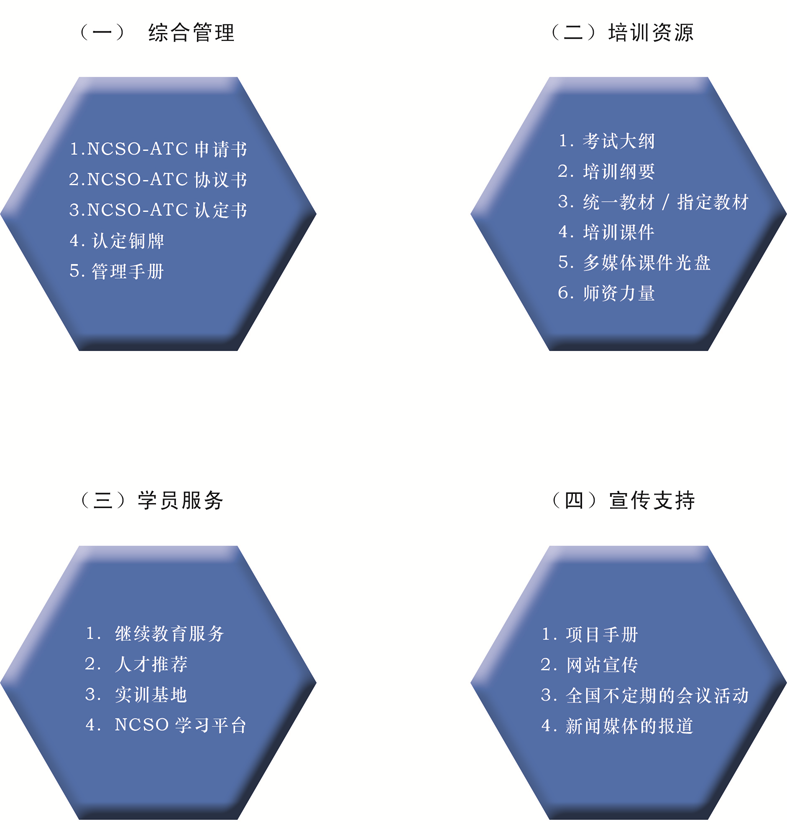 （一） 综合管理
1.NCSO-ATC 申请书
2.NCSO-ATC 协议书
3.NCSO-ATC 认定书
4. 认定铜牌
5. 管理手册
（二）培训资源
1. 考试大纲
2. 培训纲要
3. 统一教材 / 指定教材
4. 培训课件
5. 多媒体课件光盘
6. 师资力量
（三）学员服务
1. 继续教育服务
2. 人才推荐
3. 实训基地
4. NCSO 学习平台
（四）宣传支持
1. 项目手册
2. 网站宣传
3. 全国不定期的会议活动
4. 新闻媒体的报道